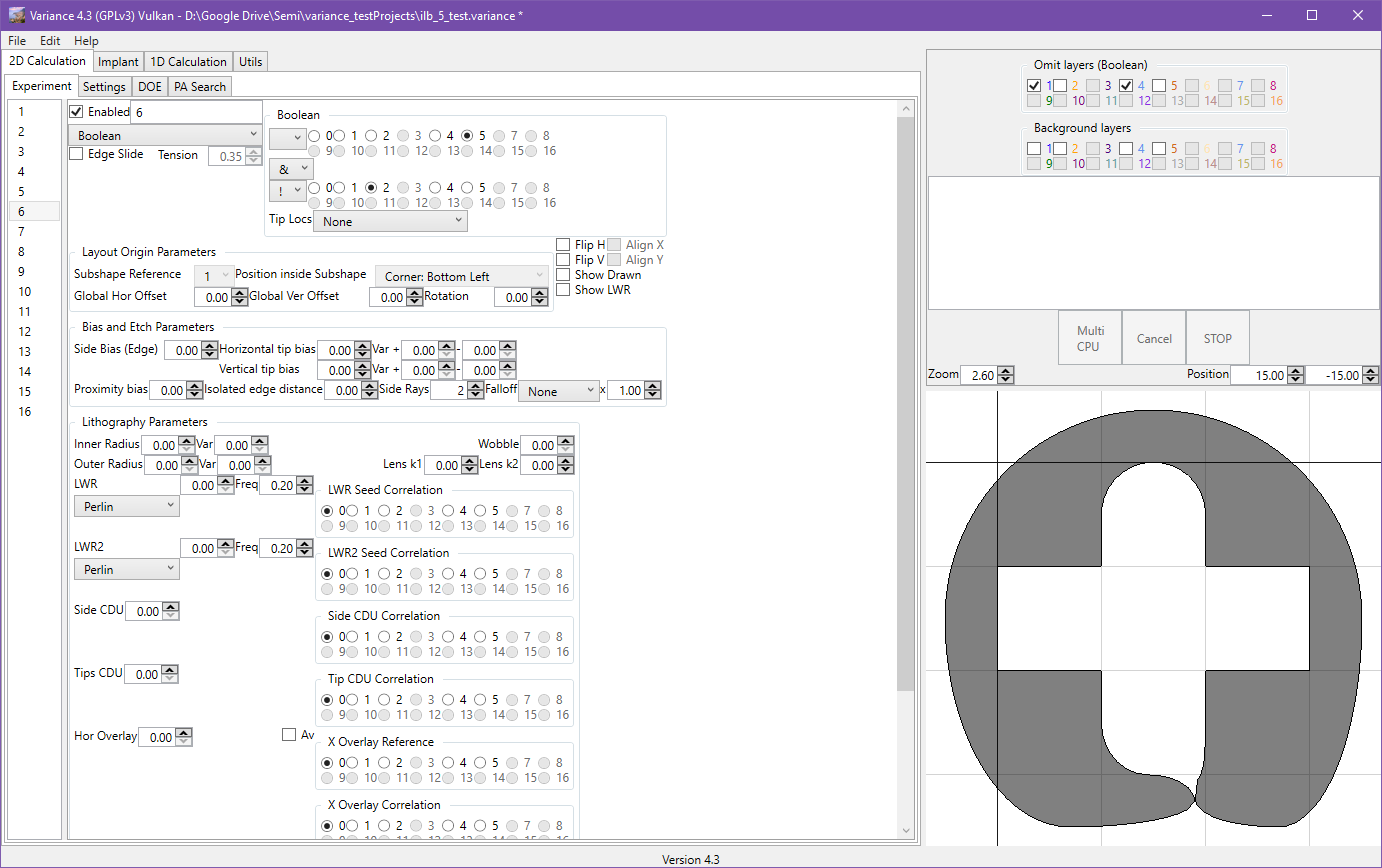 Variance 4.3 (GPLv3) Vulkan - D:\Google Drive\Semi\variance_testProjects\ilb_5_test.variance *
File Edit Help
2D Calculation Implant 1D Calculation Utils
Experiment Settings DOE PA Search
1
2
3
4
5
6
7
8
9
10
11
12
13
14
15
16
Enabled 6
Boolean
Edge Slide Tension 0.35
Boolean
0 1 2 3 4 5 7 8
9 10 11 12 13 14 15 16
&
!
0 1 2 3 4 5 7 8
9 10 11 12 13 14 15 16
Tip Locs None
Layout Origin Parameters
Subshape Reference 1 Position inside Subshape Corner: Bottom Left
Global Hor Offset 0.00 Global Ver Offset 0.00 Rotation 0.00
Flip H Align X
Flip V Align Y
Show Drawn
Show LWR
Bias and Etch Parameters
Side Bias (Edge) 0.00 Horizontal tip bias 0.00 Var + 0.00 - 0.00
Vertical tip bias 0.00 Var + 0.00 - 0.00
Proximity bias 0.00 Isolated edge distance 0.00 Side Rays 2 Falloff None x 1.00
Lithography Parameters
Inner Radius 0.00 Var 0.00 Wobble 0.00
Outer Radius 0.00 Var 0.00 Lens k1 0.00 Lens k2 0.00
LWR 0.00 Freq 0.20
Perlin
LWR Seed Correlation
0 1 2 3 4 5 7 8
9 10 11 12 13 14 15 16
LWR2 0.00 Freq 0.20
Perlin
LWR2 Seed Correlation
0 1 2 3 4 5 7 8
9 10 11 12 13 14 15 16
Side CDU 0.00
Side CDU Correlation
0 1 2 3 4 5 7 8
9 10 11 12 13 14 15 16
Tips CDU 0.00
Tip CDU Correlation
0 1 2 3 4 5 7 8
9 10 11 12 13 14 15 16
Hor Overlay 0.00 Av
X Overlay Reference
0 1 2 3 4 5 7 8
9 10 11 12 13 14 15 16
X Overlay Correlation
0 1 2 3 4 5 7 8
Omit layers (Boolean)
1 2 3 4 5 6 7 8
9 10 11 12 13 14 15 16
Background layers
1 2 3 4 5 6 7 8
9 10 11 12 13 14 15 16
Multi CPU
Cancel
STOP
Zoom 2.60 Position 15.00 -15.00
Version 4.3